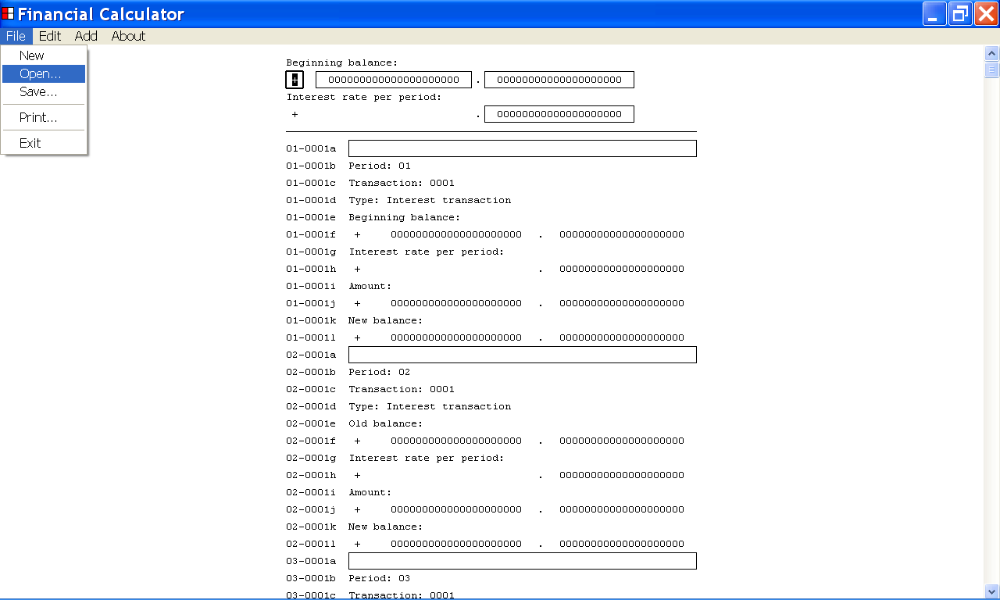 Financial Calculator
File Edit Add About
New
Open...
Save...
Print...
Exit
Beginning balance:
+ 000000000000000000000 . 00000000000000000000
Interest rate per period:
+ . 00000000000000000000
01-0001a
01-0001b Period: 01
01-0001c Transaction: 0001
01-0001d Type: Interest transaction
01-0001e Beginning balance:
01-0001f + 000000000000000000000 . 00000000000000000000
01-0001g Interest rate per period:
01-0001h + . 00000000000000000000
01-0001i Amount:
01-0001j + 000000000000000000000 . 00000000000000000000
01-0001k New balance:
01-0001l + 000000000000000000000 . 00000000000000000000
02-0001a
02-0001b Period: 02
02-0001c Transaction: 0001
02-0001d Type: Interest transaction
02-0001e Old balance:
02-0001f + 000000000000000000000 . 00000000000000000000
02-0001g Interest rate per period:
02-0001h + . 00000000000000000000
02-0001i Amount:
02-0001j + 000000000000000000000 . 00000000000000000000
02-0001k New balance:
02-0001l + 000000000000000000000 . 00000000000000000000
03-0001a
03-0001b Period: 03
03-0001c Transaction: 0001